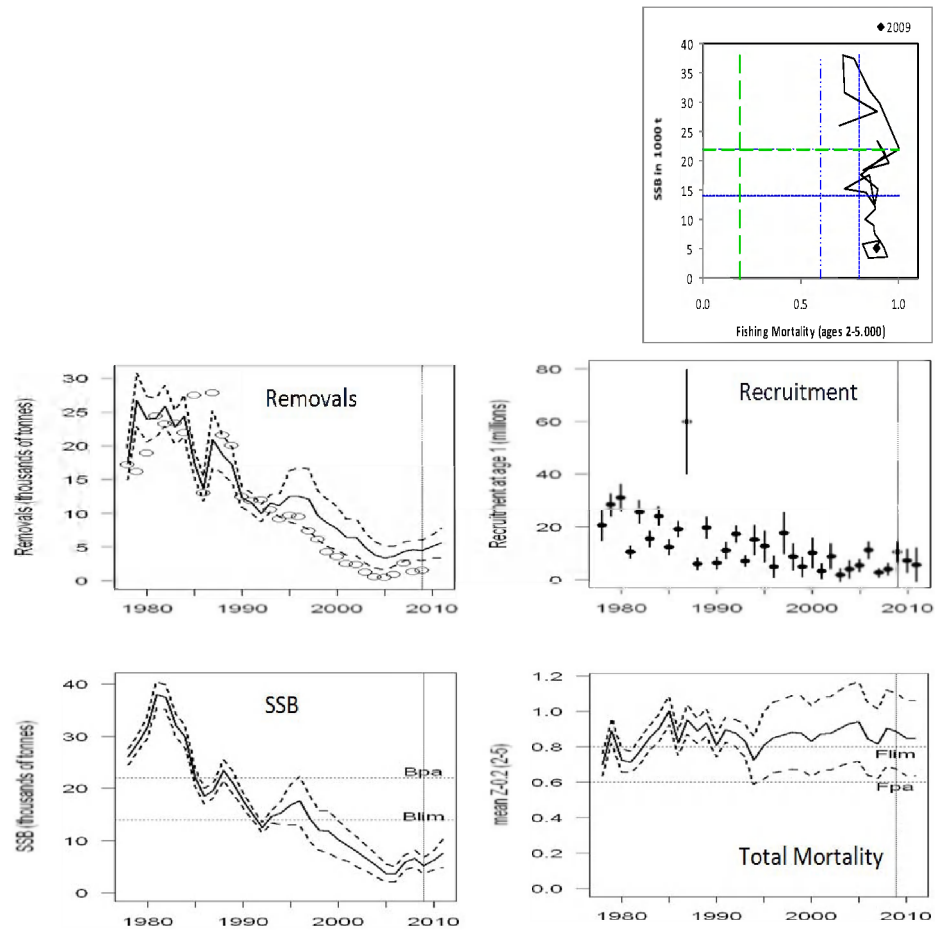 2009
40
35
30
25
20
15
10
5
0
SSB in 1000 t
0.0 0.5 1.0
Fishing Mortality (ages 2-5.000)
Removals
30
25
20
15
10
5
0
Removals (thousands of tonnes)
1980 1990 2000 2010
Recruitment
80
60
40
20
0
Recruitment at age 1 (millions)
1980 1990 2000 2010
SSB
40
30
20
10
0
SSB (thousands of tonnes)
Bpa
Blim
1980 1990 2000 2010
1.2
1.0
0.8
0.6
0.4
0.2
0.0
mean Z-0.2 (2-5)
Flim
Fpa
Total Mortality
1980 1990 2000 2010